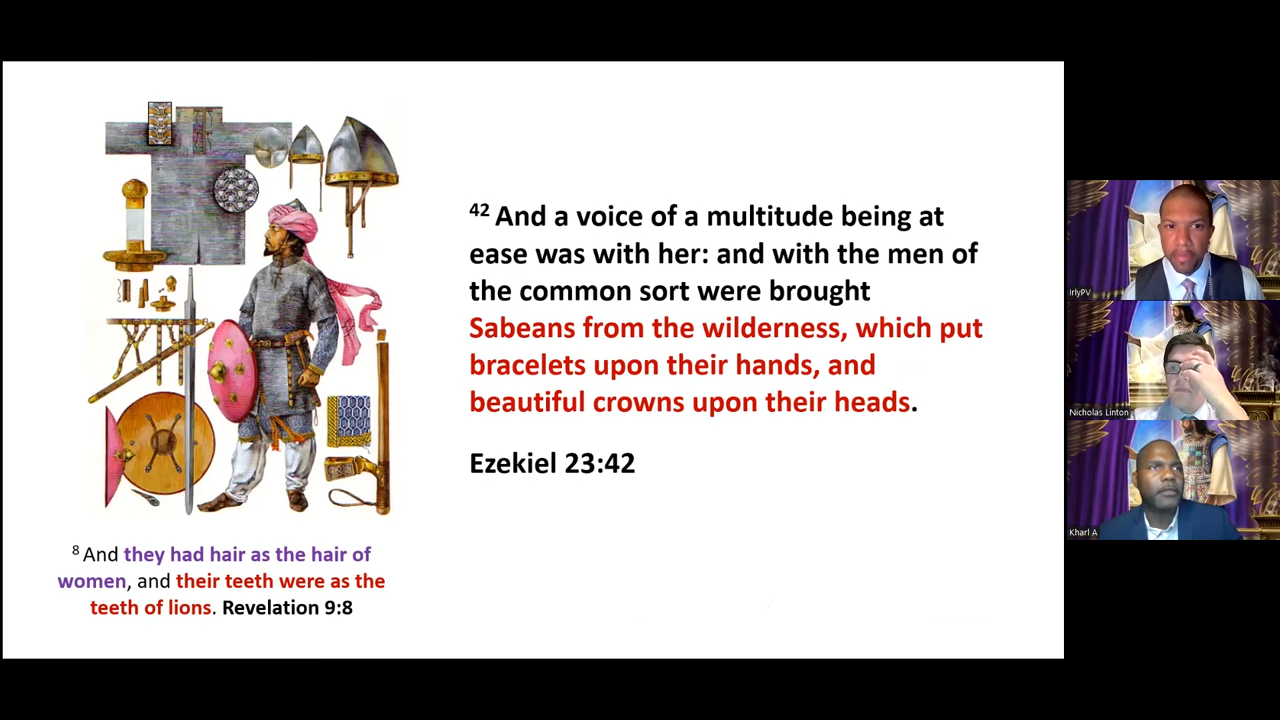 42 And a voice of a multitude being at
ease was with her: and with the men of
the common sort were brought
Sabeans from the wilderness, which put
bracelets upon their hands, and
beautiful crowns upon their heads.
Ezekiel 23:42
8 And they had hair as the hair of
women, and their teeth were as the
teeth of lions. Revelation 9:8
IrlyPV
Nicholas Linton
Kharl A